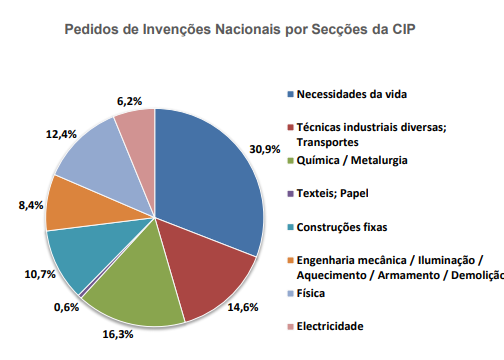 Pedidos de Invenções Nacionais por Secções da CIP
6,2%
12,4%
30,9%
8,4%
10,7%
0,6%
16,3%
14,6%
Necessidades da vida
Técnicas industriais diversas;
Transportes
Química / Metalurgia
Texteis; Papel
Construções fixas
Engenharia mecânica / Iluminação /
Aquecimento / Armamento / Demolição
Física
Electricidade